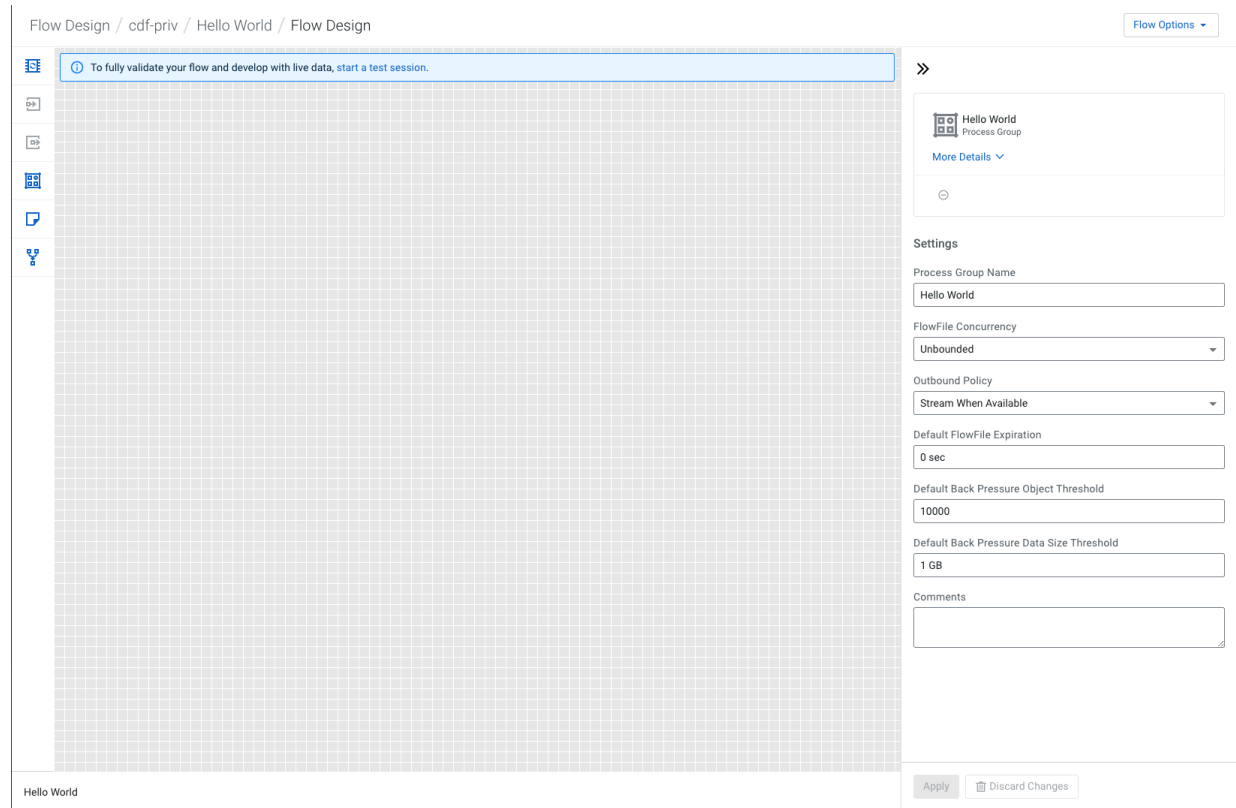 Flow Design / cdf-priv / Hello World / Flow Design
Flow Options
To fully validate your flow and develop with live data, start a test session.
Hello World
Process Group
More Details
Settings
Process Group Name
Hello World
FlowFile Concurrency
Unbounded
Outbound Policy
Stream When Available
Default FlowFile Expiration
0 sec
Default Back Pressure Object Threshold
10000
Default Back Pressure Data Size Threshold
1 GB
Comments
Apply
Discard Changes
Hello World